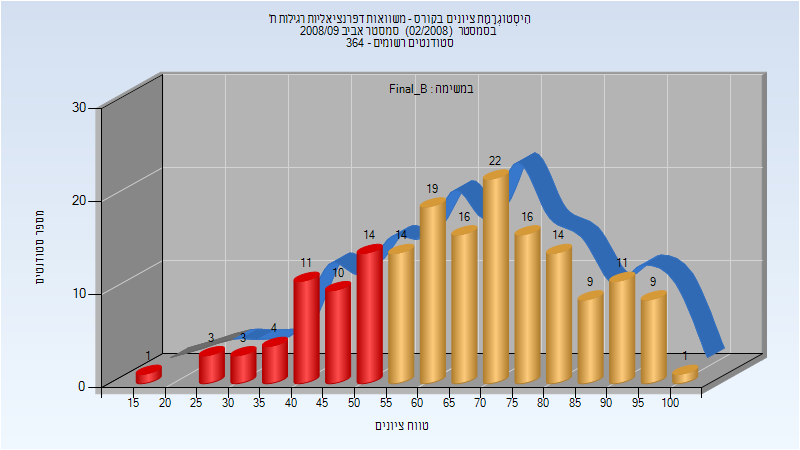 הִיסְטוֹגְרָמַת ציונים בקורס - משוואות דפרנציאליות רגילות ת'
בסמסטר (02/2008) סמסטר אביב 2008/09
סטודנטים רשומים - 364
במשימה : Final_B
30
20
10
0
מספר סטודנטים
1 3 3 4 11 10 14 14 19 16 22 16 14 9 11 9 1
15 20 25 30 35 40 45 50 55 60 65 70 75 80 85 90 95 100
טווח ציונים